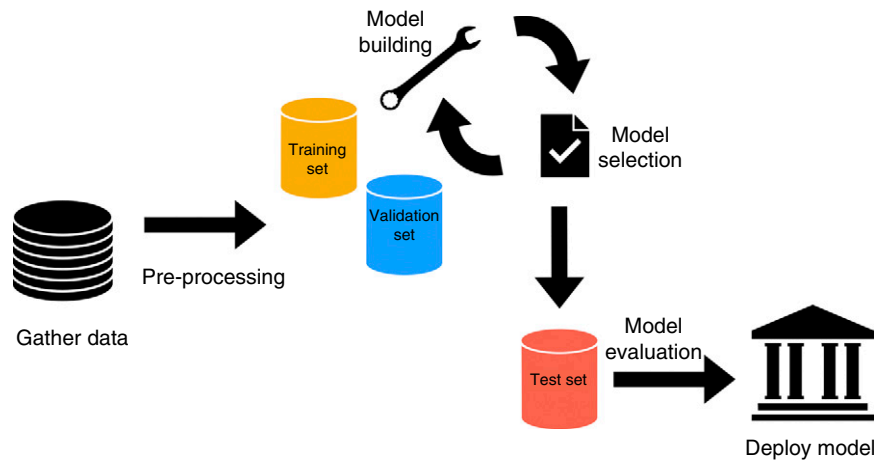 Model
building
Training
set
Model
selection
Validation
set
Pre-processing
Gather data
Model
evaluation
Test set
Deploy model